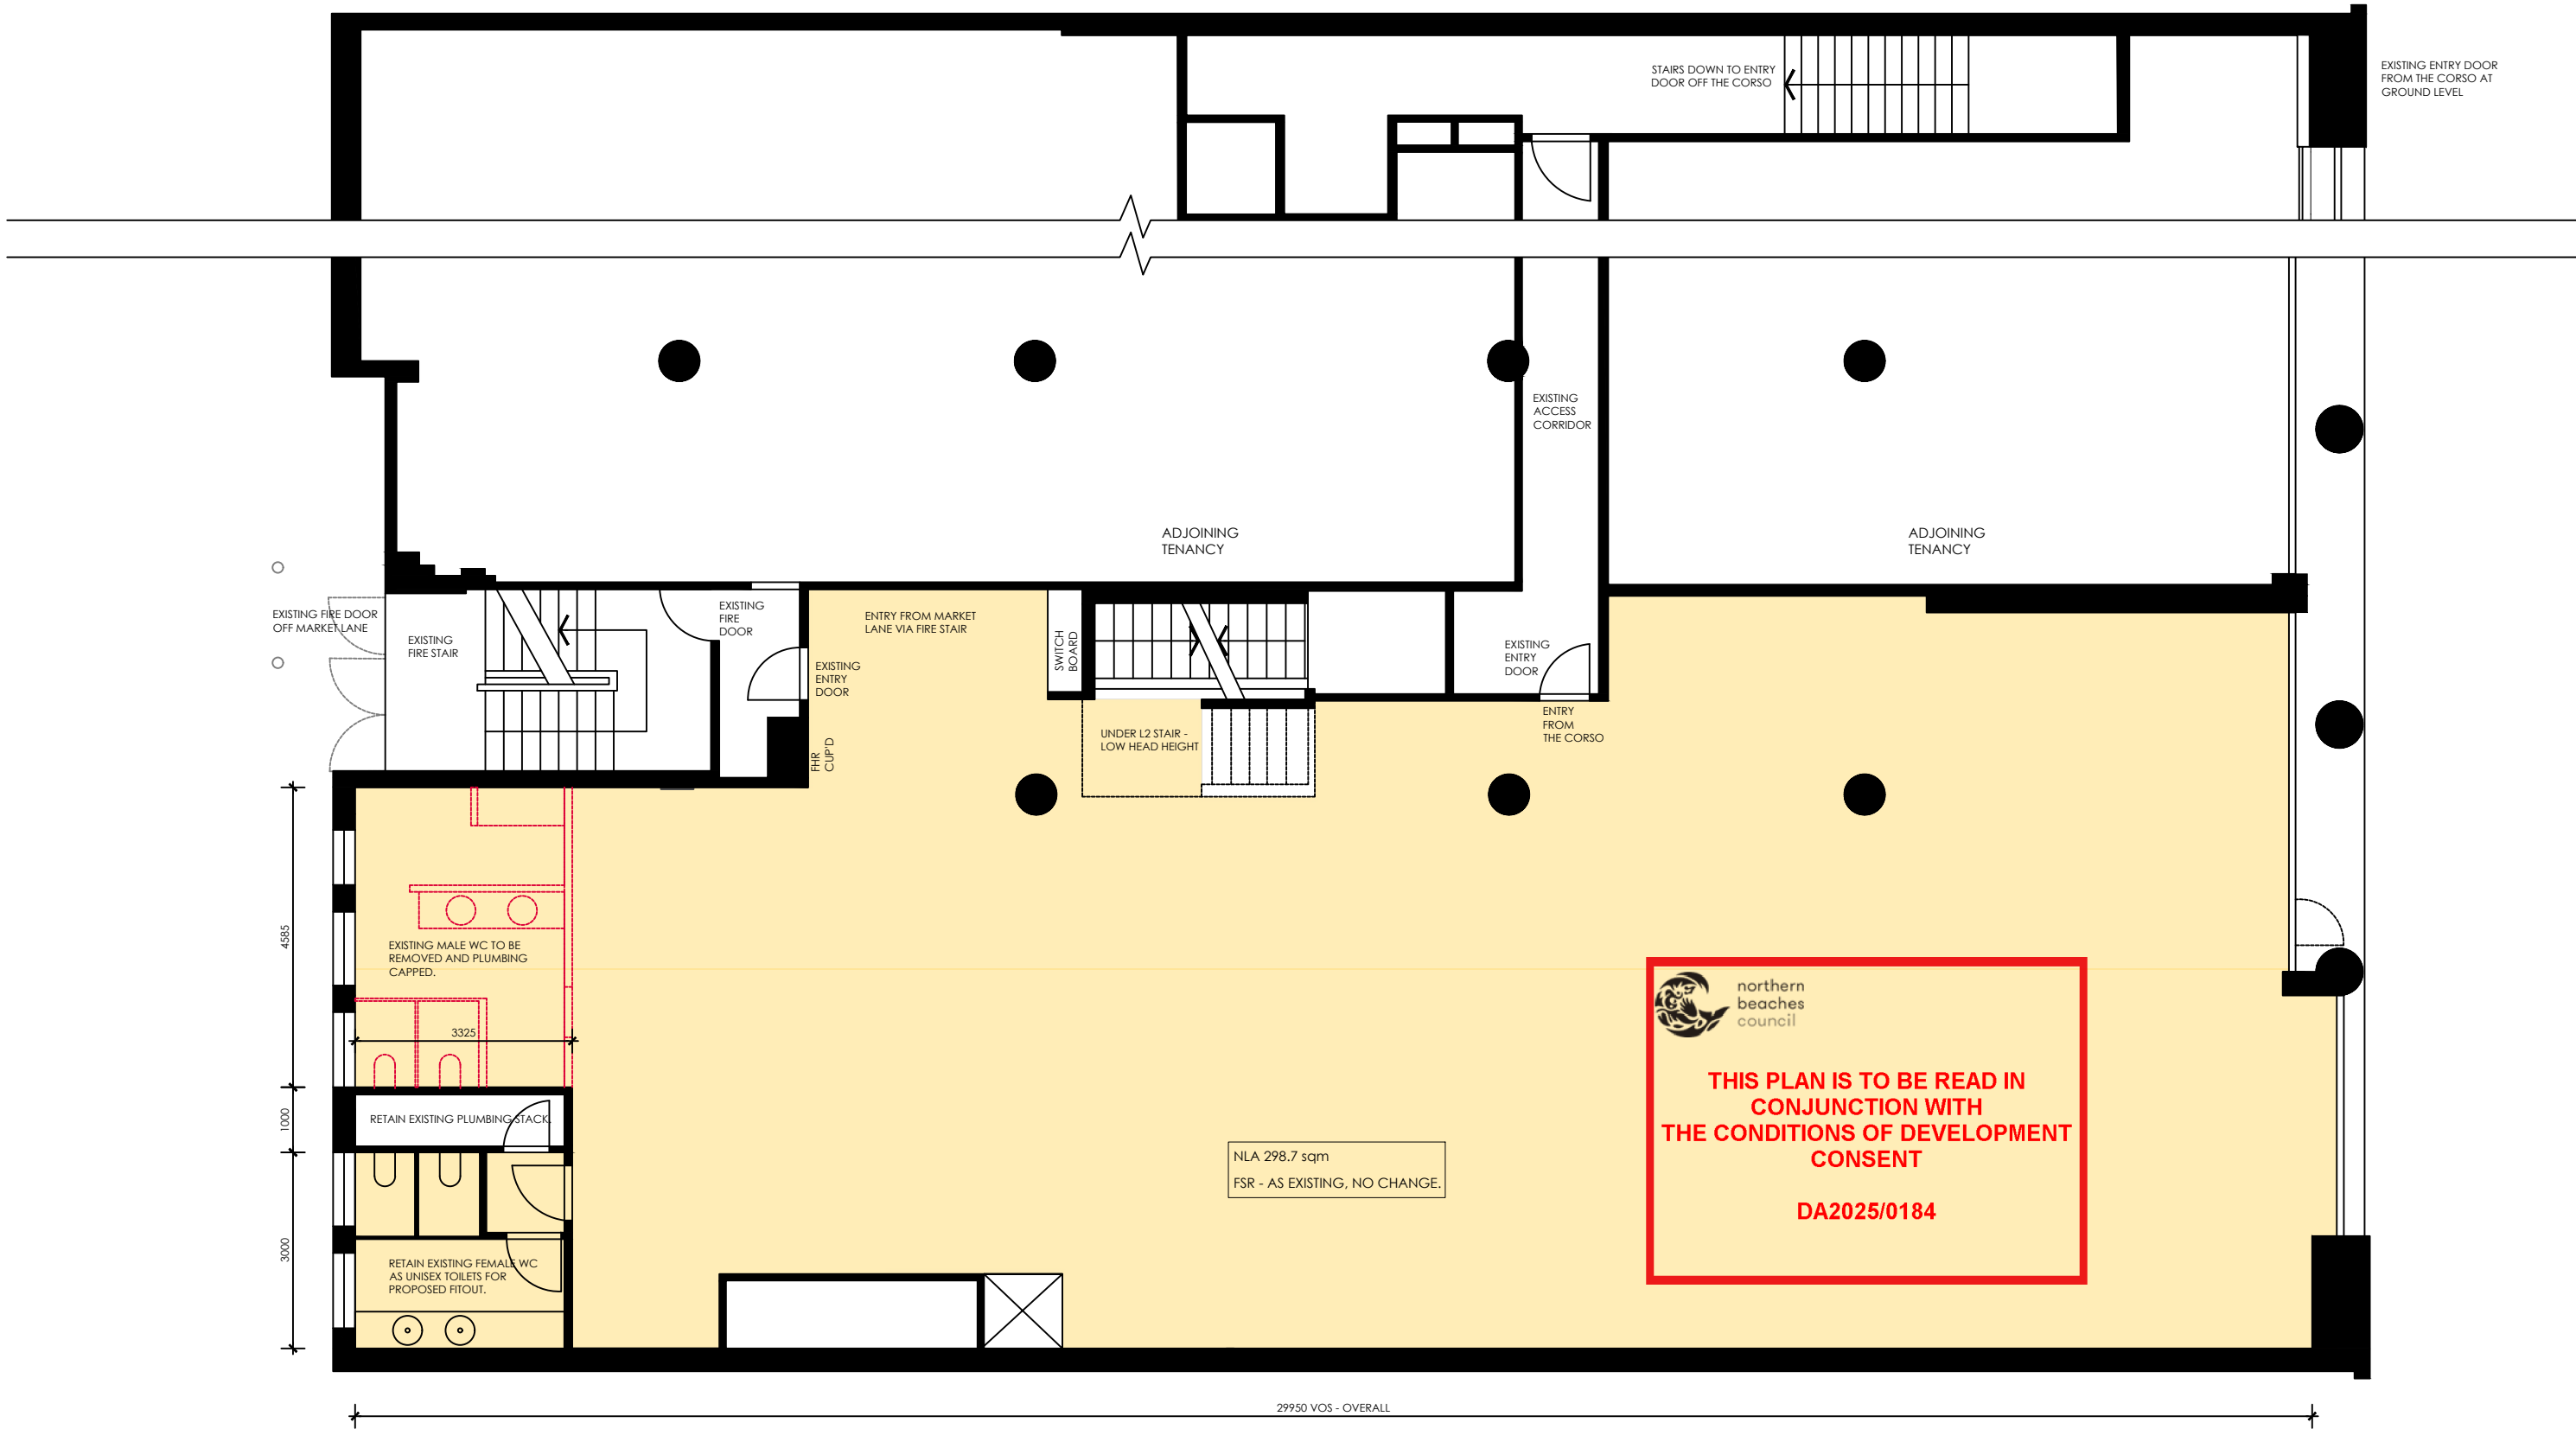 STAIRS DOWN TO ENTRY
DOOR OFF THE CORSO
EXISTING ENTRY DOOR
FROM THE CORSO AT
GROUND LEVEL
EXISTING
ACCESS
CORRIDOR
ADJOINING
TENANCY
ADJOINING
TENANCY
EXISTING FIRE DOOR
OFF MARKET LANE
EXISTING
FIRE STAIR
EXISTING
FIRE
DOOR
ENTRY FROM MARKET
LANE VIA FIRE STAIR
EXISTING
ENTRY
DOOR
SWITCH
BOARD
EXISTING
ENTRY
DOOR
ENTRY
FROM
THE CORSO
UNDER L2 STAIR -
LOW HEAD HEIGHT
FHR
CUP'D
4585
EXISTING MALE WC TO BE
REMOVED AND PLUMBING
CAPPED.
3325
1000
RETAIN EXISTING PLUMBING STACK.
3000
RETAIN EXISTING FEMALE WC
AS UNISEX TOILETS FOR
PROPOSED FITOUT.
NLA 298.7 sqm
FSR - AS EXISTING, NO CHANGE.
northern
beaches
council
THIS PLAN IS TO BE READ IN
CONJUNCTION WITH
THE CONDITIONS OF DEVELOPMENT
CONSENT
DA2025/0184
29950 VOS - OVERALL